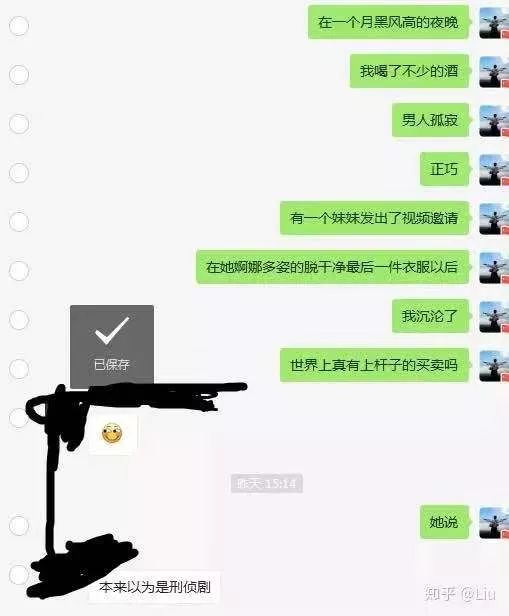 在一个月黑风高的夜晚
我喝了不少的酒
男人孤寂
正巧
有一个妹妹发出了视频邀请
在她婀娜多姿的脱干净最后一件衣服以后
我沉沦了
已保存
世界上真有上杆子的买卖吗
昨天 15:14
她说
本来以为是刑侦剧
知乎 @Liu